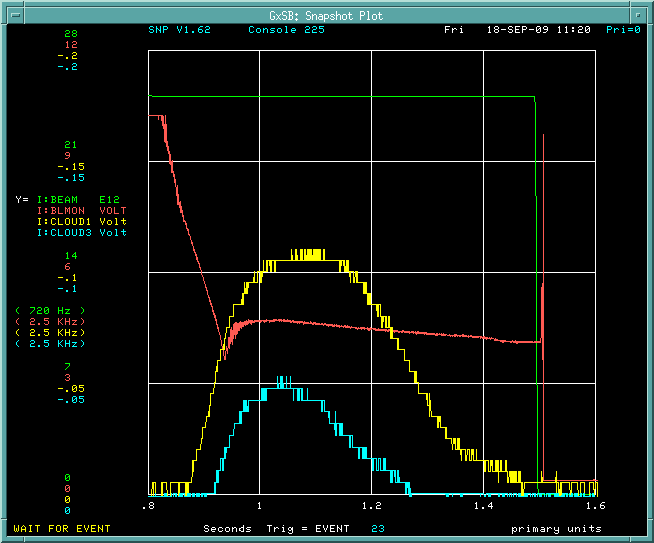 GxSB: Snapshot Plot
SNP V1.62 Console 225 Fri 18-SEP-09 11:20 Pri=0
28
12
-.2
-.2
21
9
-.15
-.15
Y= I:BEAM E12
I:BLMON VOLT
I:CLOUD1 Volt
I:CLOUD3 Volt
14
6
-.1
-.1
( 720 Hz )
( 2.5 KHz)
( 2.5 KHz)
( 2.5 KHz)
7
3
-.05
-.05
0
0
0
0
.8 1 1.2 1.4 1.6
WAIT FOR EVENT Seconds Trig = EVENT 23 primary units